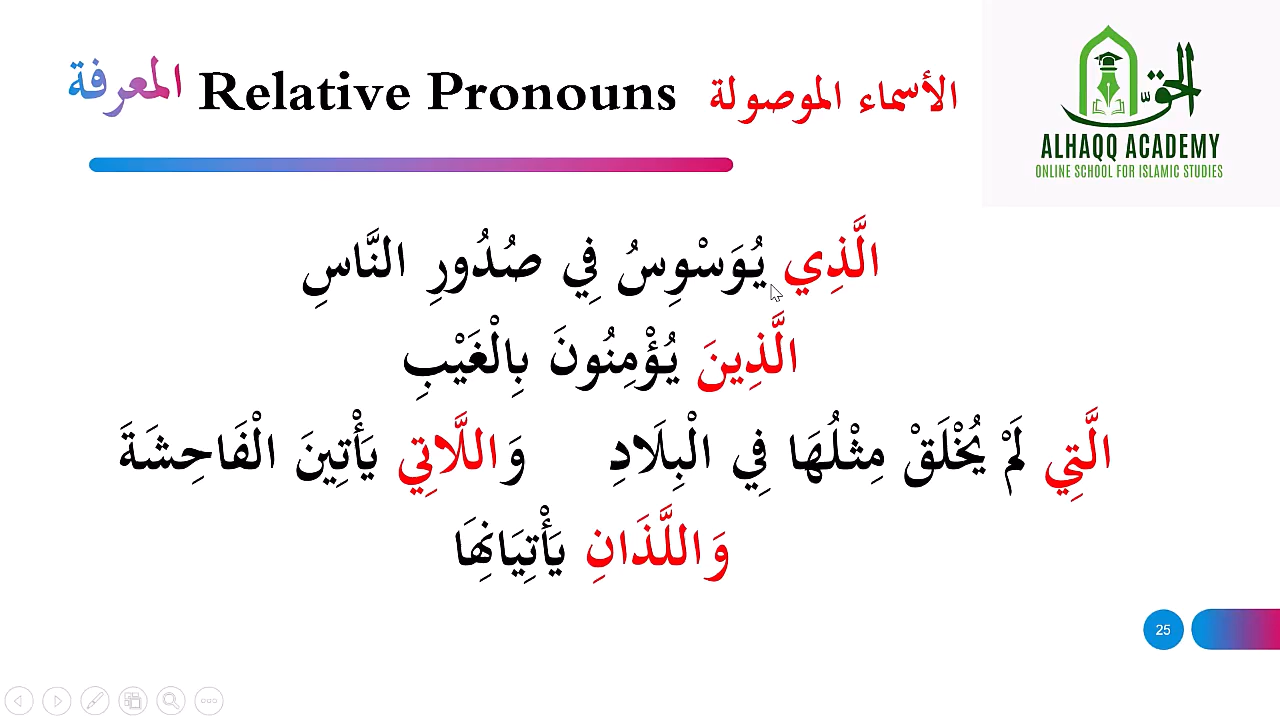 الأسماء الموصولة Relative Pronouns المعرفة
الحق
ALHAQQ ACADEMY
ONLINE SCHOOL FOR ISLAMIC STUDIES
الَّذِي يُوَسْوِسُ فِي صُدُورِ النَّاسِ
الَّذِينَ يُؤْمِنُونَ بِالْغَيْبِ
الَّتِي لَمْ يُخْلَقْ مِثْلُهَا فِي الْبِلَادِ وَاللَّاتِي يَأْتِينَ الْفَاحِشَةَ
وَاللَّذَانِ يَأْتِيَانِهَا
25